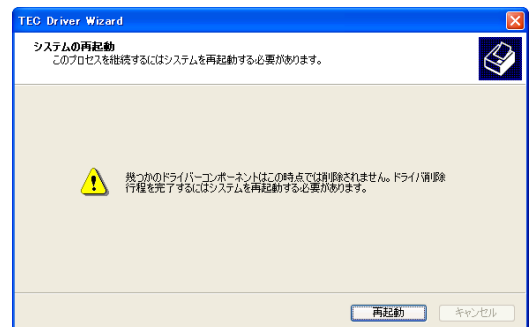 TEC Driver Wizard
システムの再起動
このプロセスを継続するにはシステムを再起動する必要があります。
幾つかのドライバーコンポーネントはこの時点では削除されません。ドライバ削除
行程を完了するにはシステムを再起動する必要があります。
再起動
キャンセル